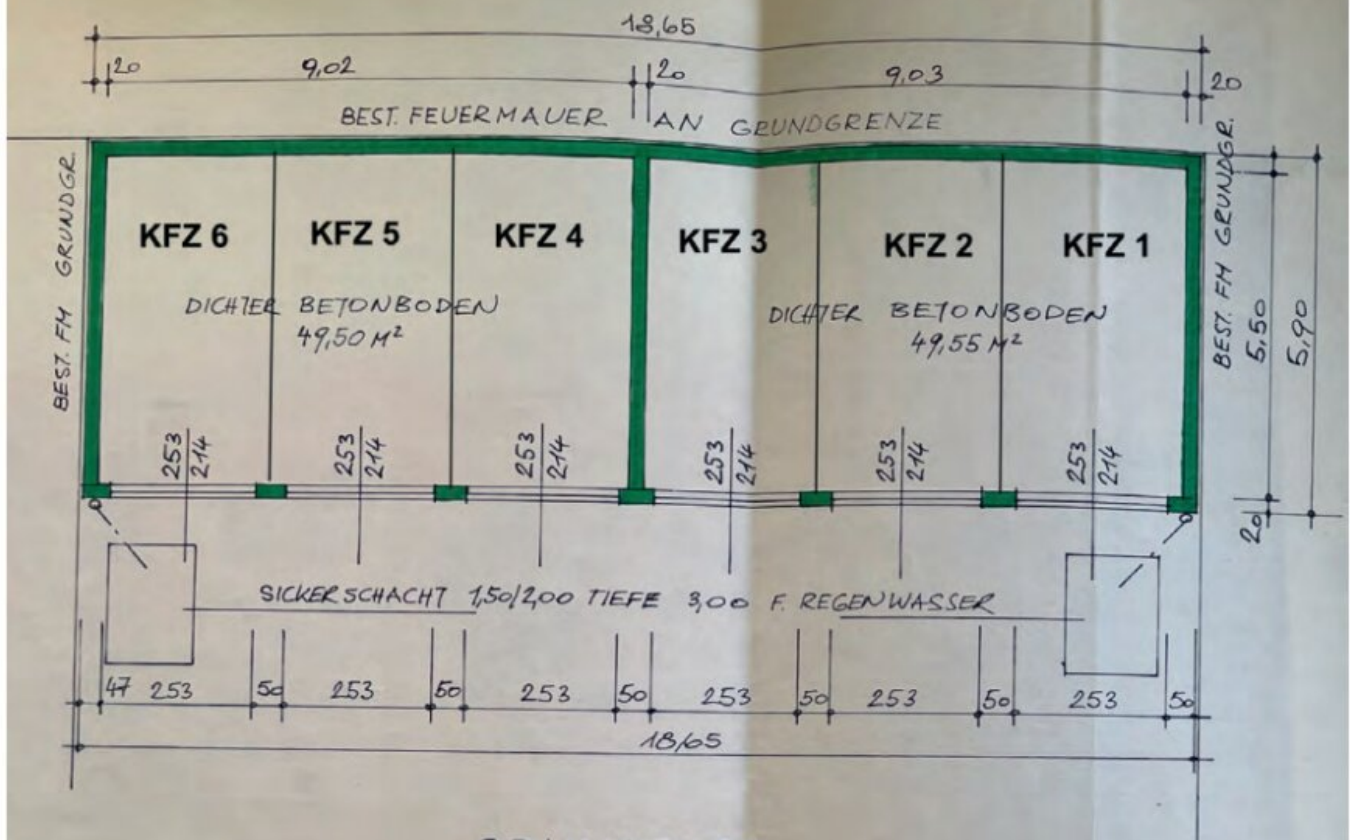 18,65
20 9,02 20 9,03 20
BEST. FEUERMAUER AN GRUNDGRENZE
BEST. FM GRUNDGR.
BEST. FM GRUNDGR.
KFZ 6 KFZ 5 KFZ 4 KFZ 3 KFZ 2 KFZ 1
DICHTER BETONBODEN
49,50 M²
DICHTER BETONBODEN
49,55 M²
5,50
5,90
20
253
214
253
214
253
214
253
214
253
214
253
214
SICKERSCHACHT 1,50/2,00 TIEFE 3,00 F. REGENWASSER
47 253 50 253 50 253 50 253 50 253 50 253 50
18,65